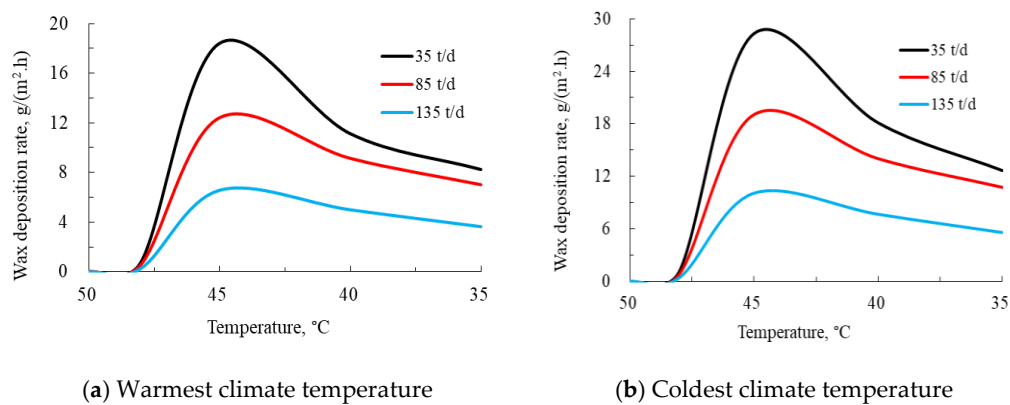 20
16
12
8
4
0
50
45
40
35
Wax deposition rate, g/(m².h)
Temperature, °C
35 t/d
85 t/d
135 t/d
(a) Warmest climate temperature
30
24
18
12
6
0
50
45
40
35
Wax deposition rate, g/(m².h)
Temperature, °C
35 t/d
85 t/d
135 t/d
(b) Coldest climate temperature